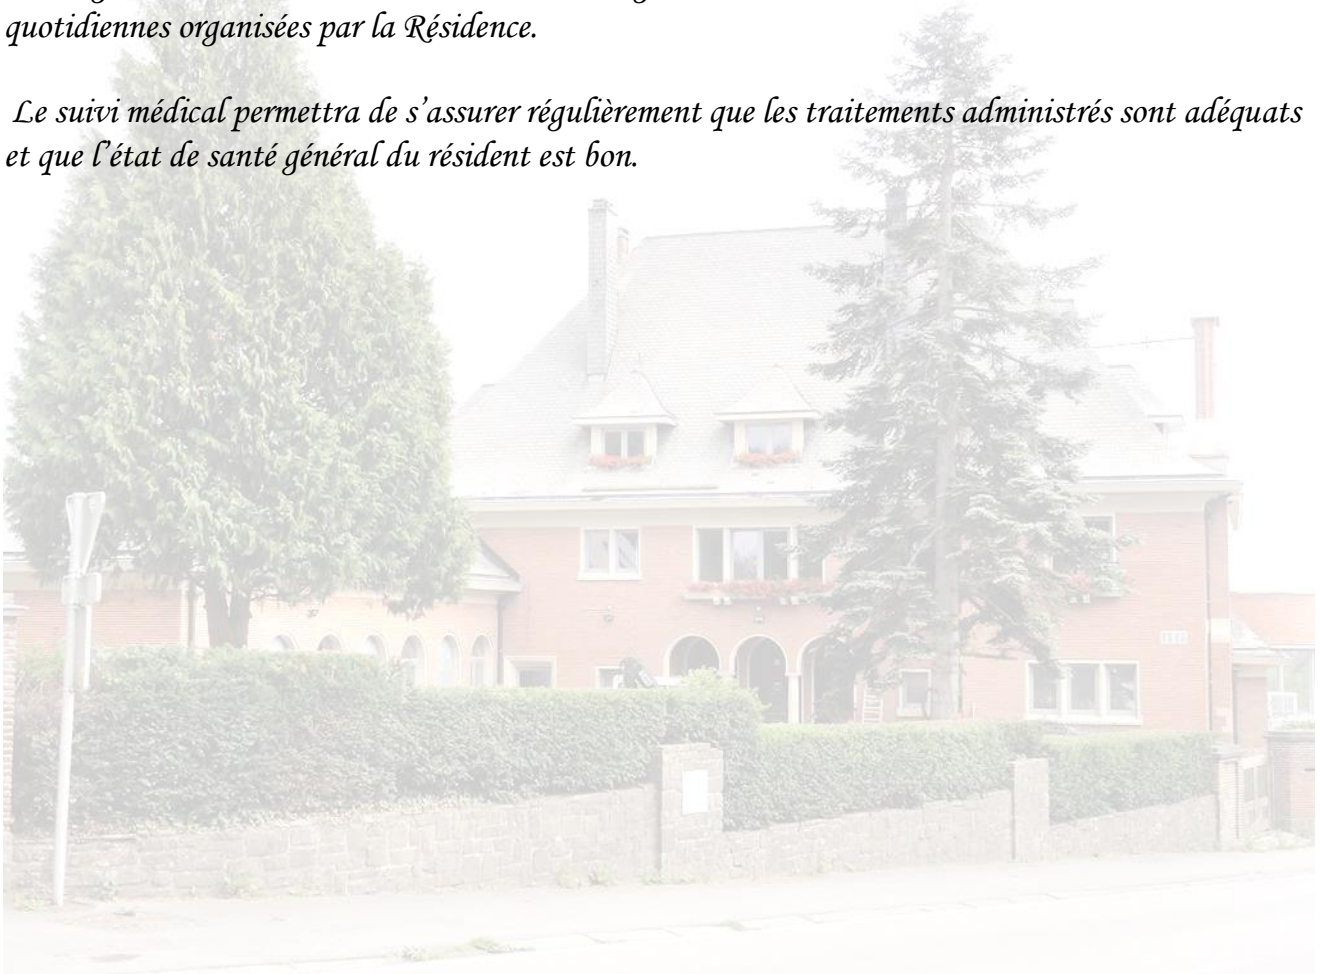 quotidiennes organisées par la Résidence.
Le suivi médical permettra de s’assurer régulièrement que les traitements administrés sont adéquats
et que l’état de santé général du résident est bon.